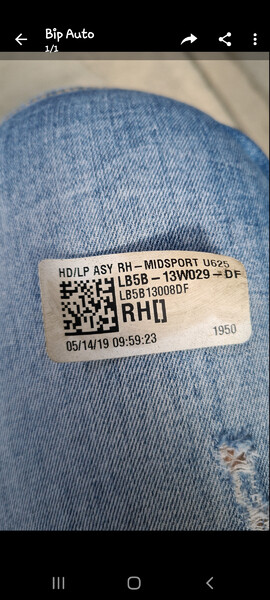 Bip Auto
1/1
HD/LP ASY RH-MIDSPORT U625
LB5B-13W029-DF
LB5B13008DF
RH[]
1950
05/14/19 09:59:23